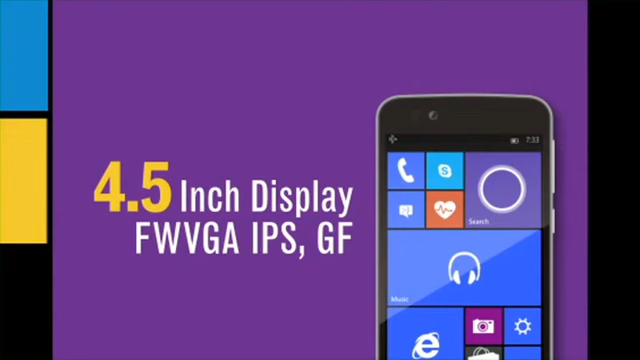 4.5 Inch Display
FWVGA IPS, GF
7:33
Search
Music